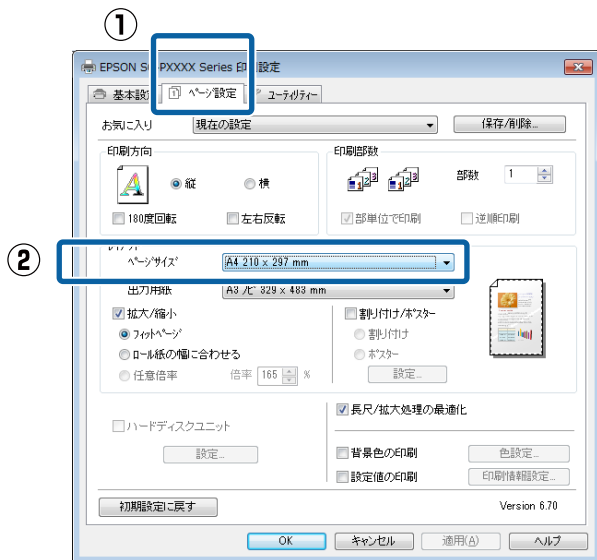 ①
EPSON S PXXXX Series 印 設定
基本設 ページ設定 ユーティリティー
お気に入り 現在の設定 保存/削除...
印刷方向 印刷部数
A 縦 横 部数 1
180度回転 左右反転 部単位で印刷 逆順印刷
②
ページサイズ A4 210 x 297 mm
出力用紙 A3ノビ 329 x 483 mm
拡大/縮小 割り付け/ポスター
フィットページ 割り付け
ロール紙の幅に合わせる ポスター
任意倍率 倍率 165 % 設定...
長尺/拡大処理の最適化
ハードディスクユニット
設定... 背景色の印刷 色設定...
設定値の印刷 印刷情報設定...
初期設定に戻す Version 6.70
OK キャンセル 適用(A) ヘルプ